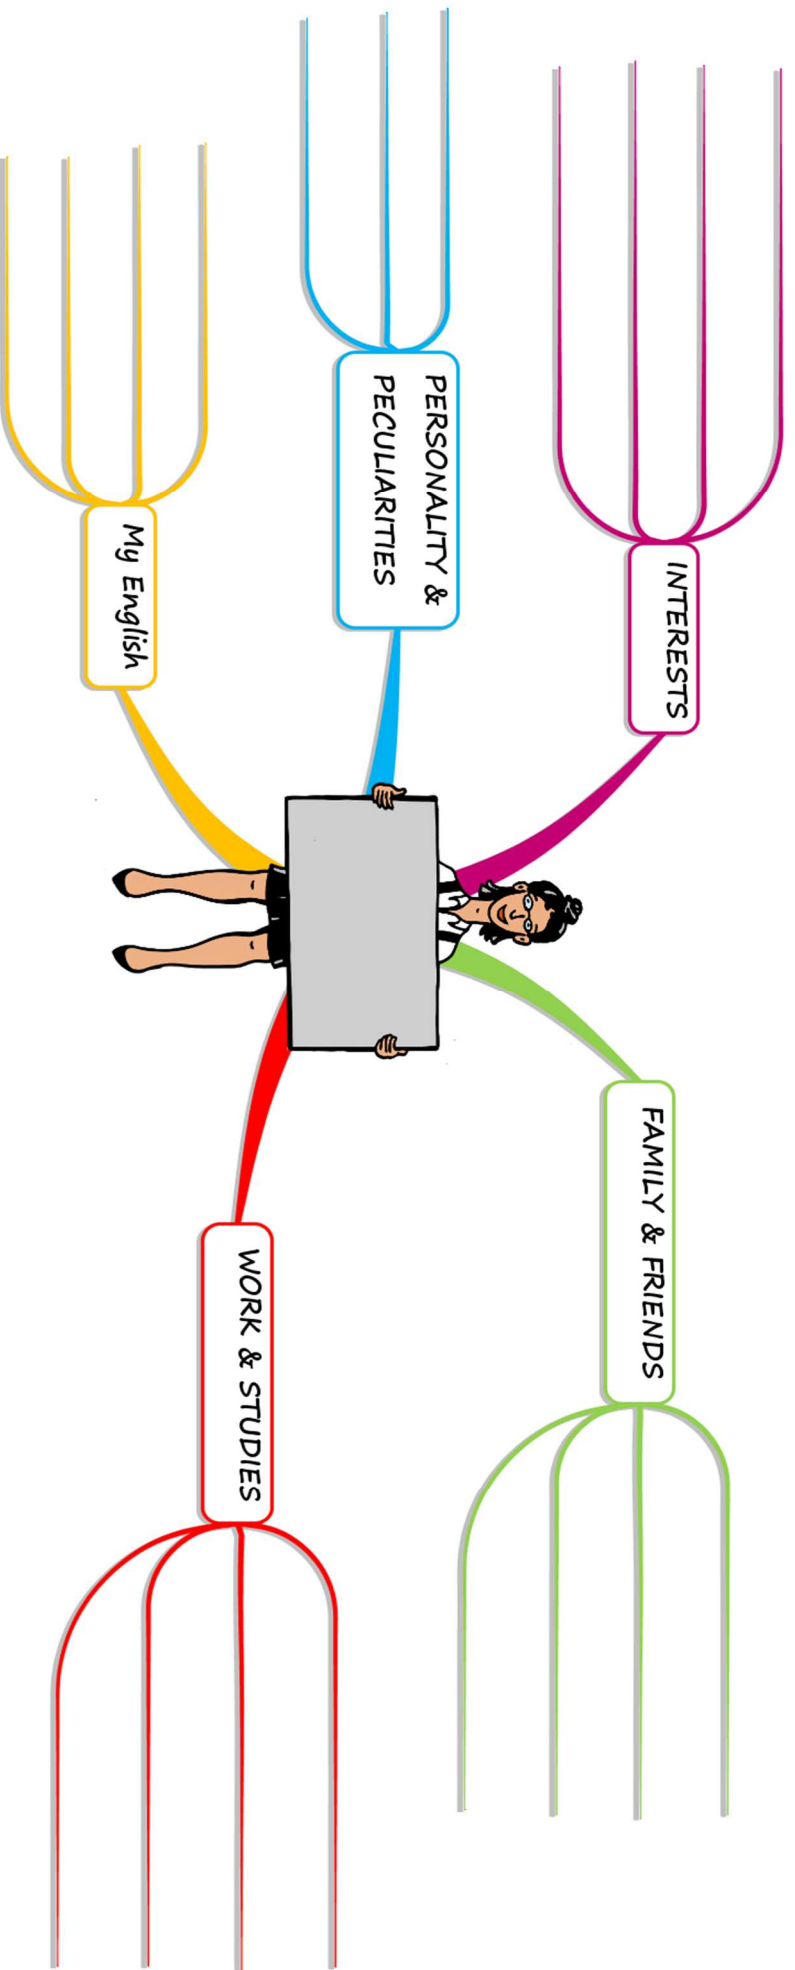 INTERESTS
PERSONALITY &
PECULIARITIES
My English
FAMILY & FRIENDS
WORK & STUDIES